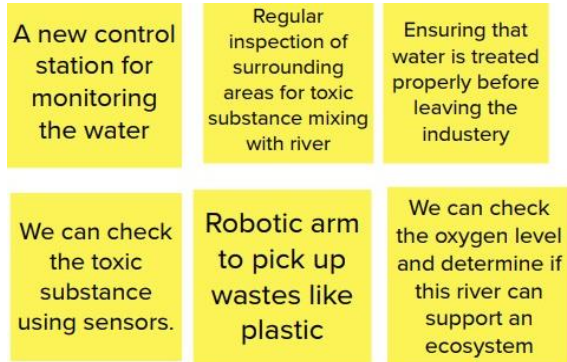 A new control
station for
monitoring
the water
Regular
inspection of
surrounding
areas for toxic
substance mixing
with river
Ensuring that
water is treated
properly before
leaving the
industery
We can check
the toxic
substance
using sensors.
Robotic arm
to pick up
wastes like
plastic
We can check
the oxygen level
and determine if
this river can
support an
ecosystem